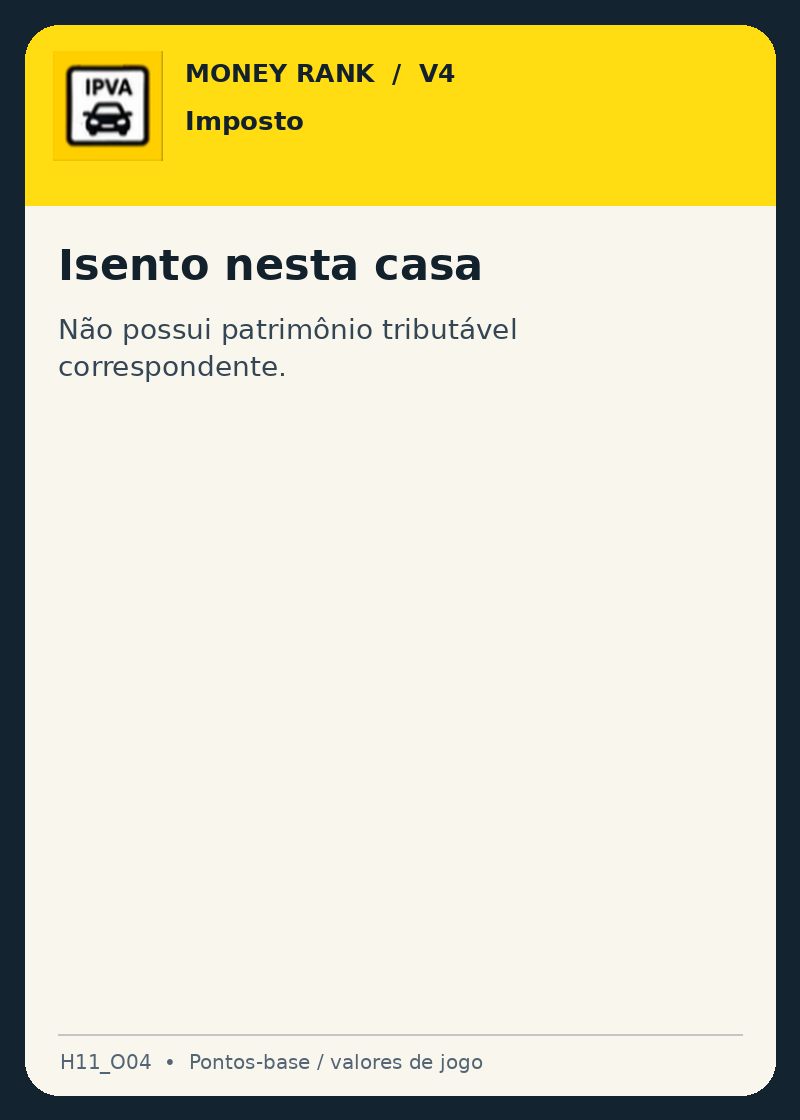 IPVA
MONEY RANK / V4
Imposto
Isento nesta casa
Não possui patrimônio tributável
correspondente.
H11_O04 • Pontos-base / valores de jogo